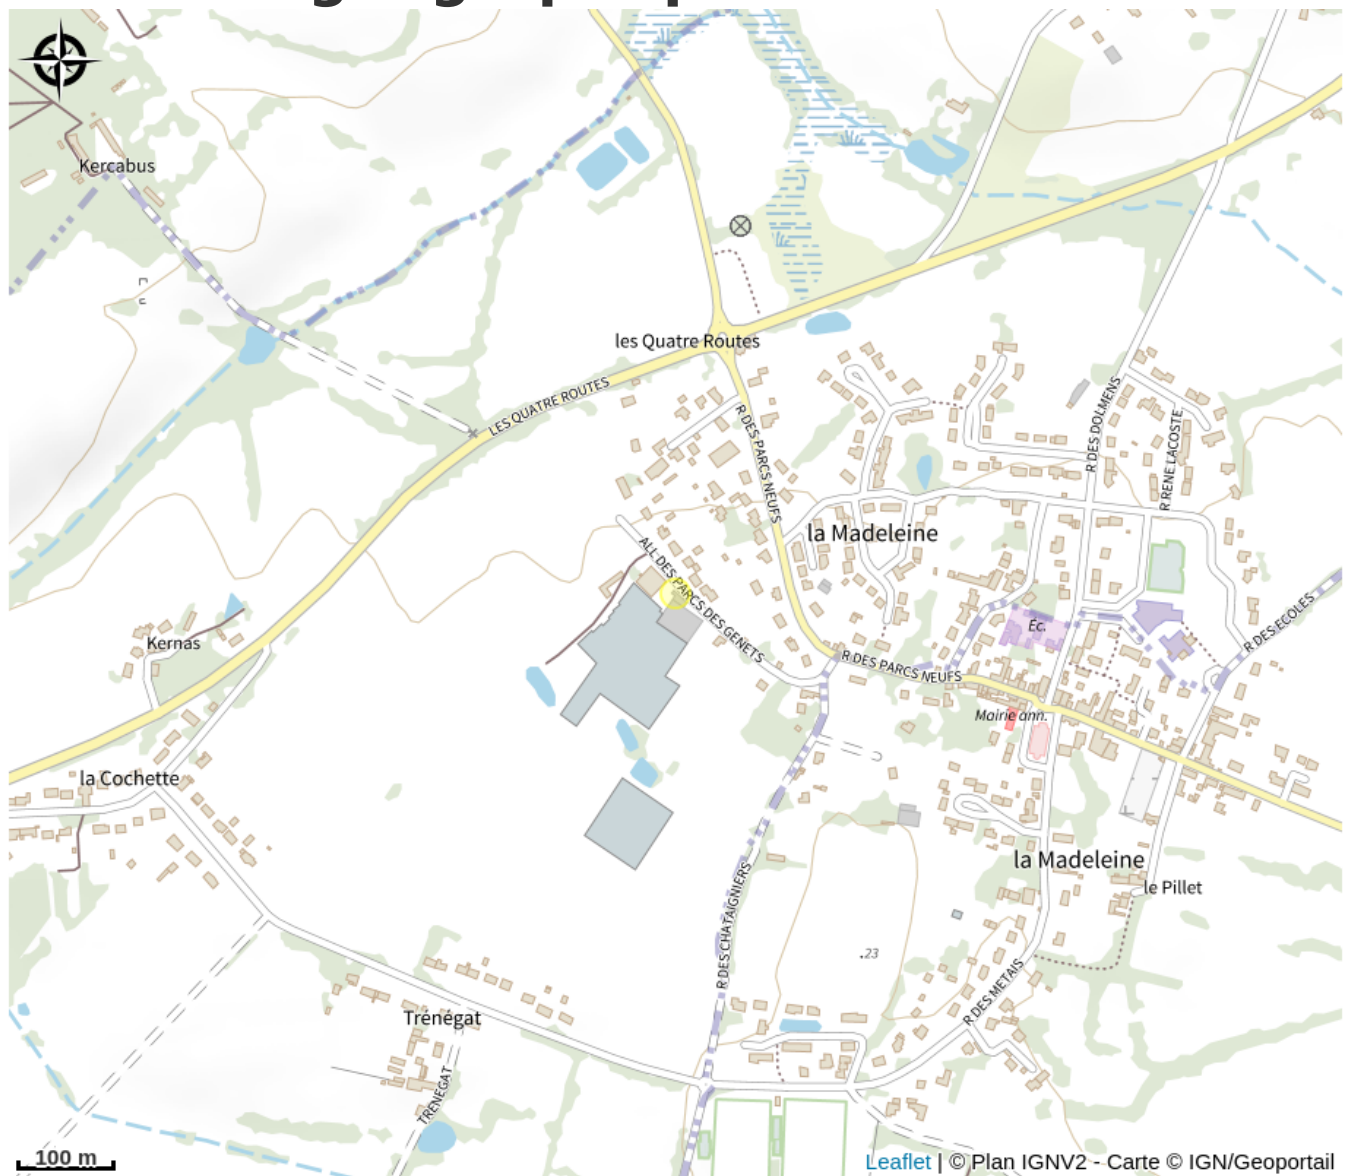 Kercabus
les Quatre Routes
LES QUATRE ROUTES
R DES PARCS NEUFS
R DES DOLMENS
R RENE LACOSTE
la Madeleine
ALL DES PARCS DES GENETS
Éc.
R DES ECOLES
Kernas
R DES PARCS NEUFS
Mairie ann.
la Cochette
la Madeleine
le Pillet
R DES CHATAIGNIERS
.23
R DES METAIS
Trénégat
TRENEGAT
100 m
Leaflet | © Plan IGNV2 - Carte © IGN/Geoportail